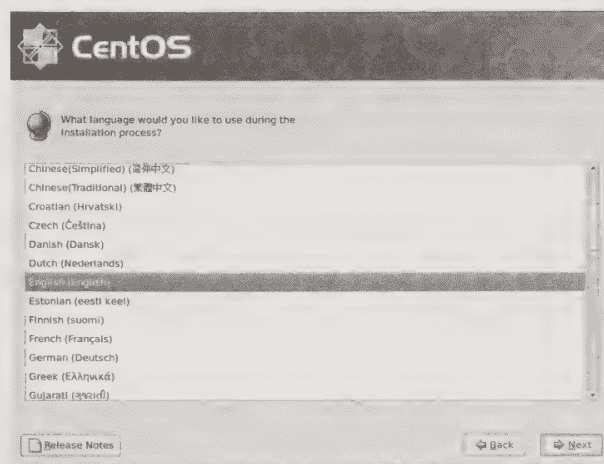 CentOS
What language would you like to use during the
installation process?
Chinese(Simplified) (简体中文)
Chinese(Traditional) (繁體中文)
Croatian (Hrvatski)
Czech (Čeština)
Danish (Dansk)
Dutch (Nederlands)
English (English)
Estonian (eesti keel)
Finnish (suomi)
French (Français)
German (Deutsch)
Greek (Ελληνικά)
Gujarati (ગુજરાતી)
Release Notes
Back
Next